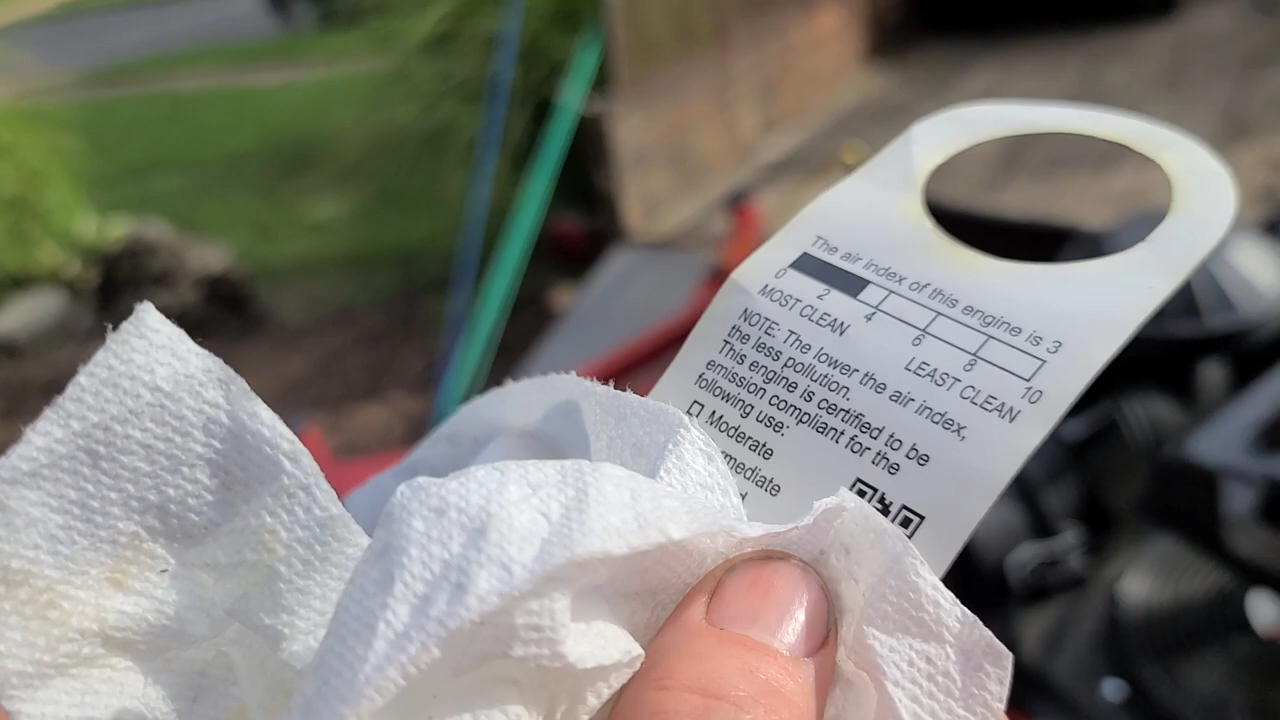 The air index of this engine is 3
0 2 4 6 8 10
MOST CLEAN LEAST CLEAN
NOTE: The lower the air index,
the less pollution.
This engine is certified to be
emission compliant for the
following use:
Moderate